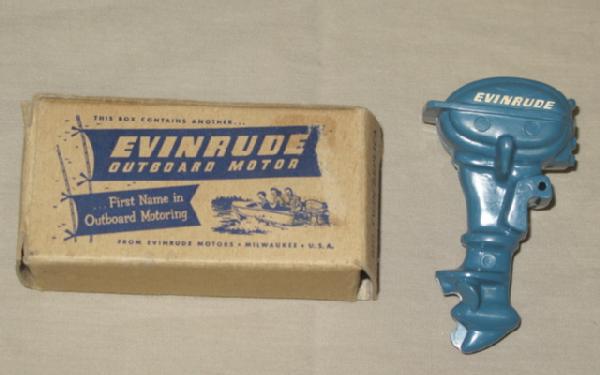 THIS BOX CONTAINS ANOTHER...
EVINRUDE
OUTBOARD MOTOR
...First Name in
Outboard Motoring
FROM EVINRUDE MOTORS • MILWAUKEE • U.S.A.
EVINRUDE